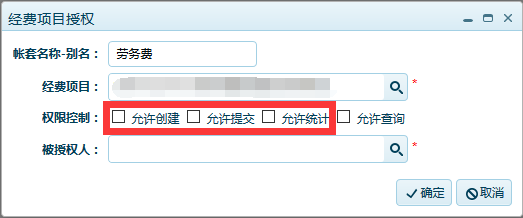 经费项目授权
帐套名称-别名： 劳务费
经费项目： *
权限控制： 允许创建 允许提交 允许统计 允许查询
被授权人： *
确定 取消